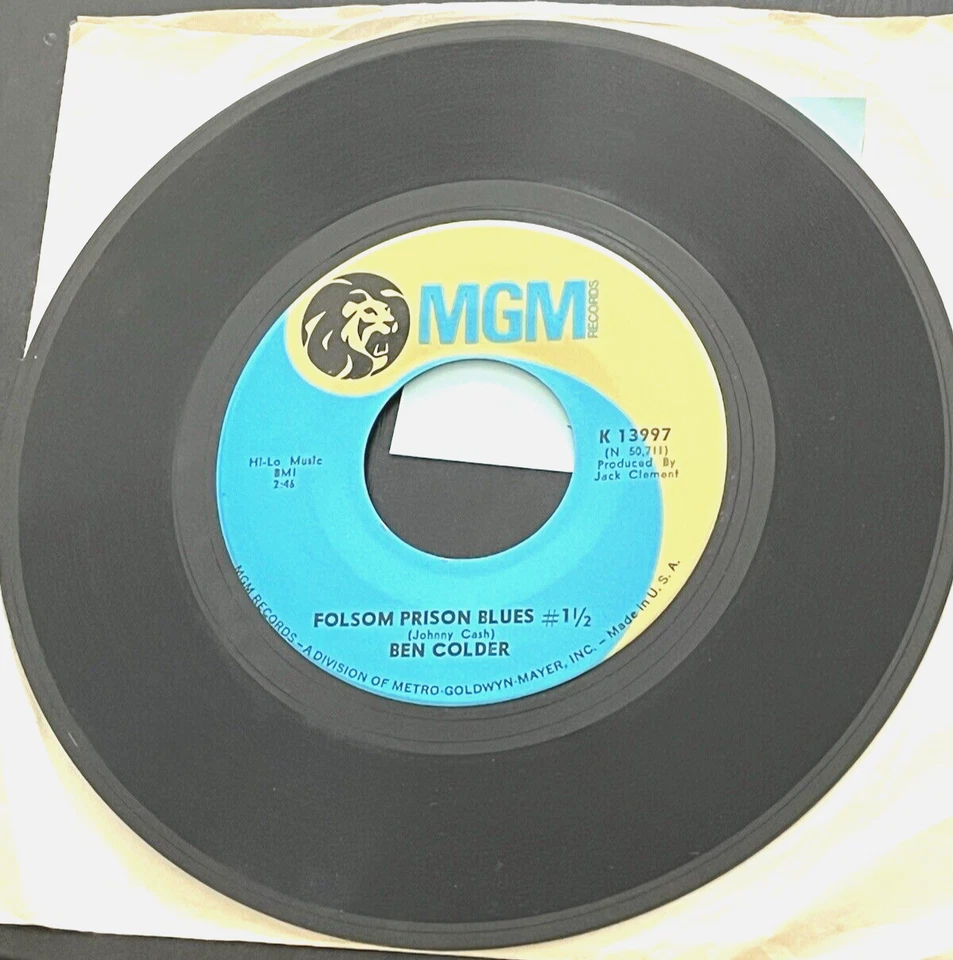 MGM
RECORDS
K 13997
(N 50,711)
Produced By
Jack Clement
Hi-Lo Music
BMI
2:46
FOLSOM PRISON BLUES #1½
(Johnny Cash)
BEN COLDER
MGM RECORDS – A DIVISION OF METRO-GOLDWYN-MAYER, INC. – Made in U. S. A.